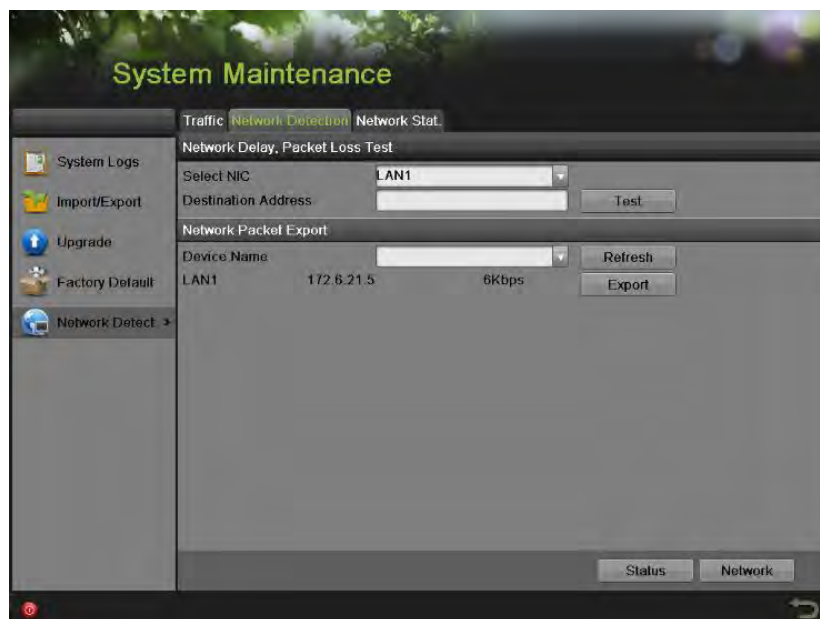 System Maintenance
Traffic Network Detection Network Stat.
Network Delay, Packet Loss Test
System Logs
Select NIC LAN1
Import/Export
Destination Address Test
Network Packet Export
Upgrade
Device Name Refresh
Factory Default
LAN1 172.6.21.5 6Kbps Export
Network Detect >
Status Network